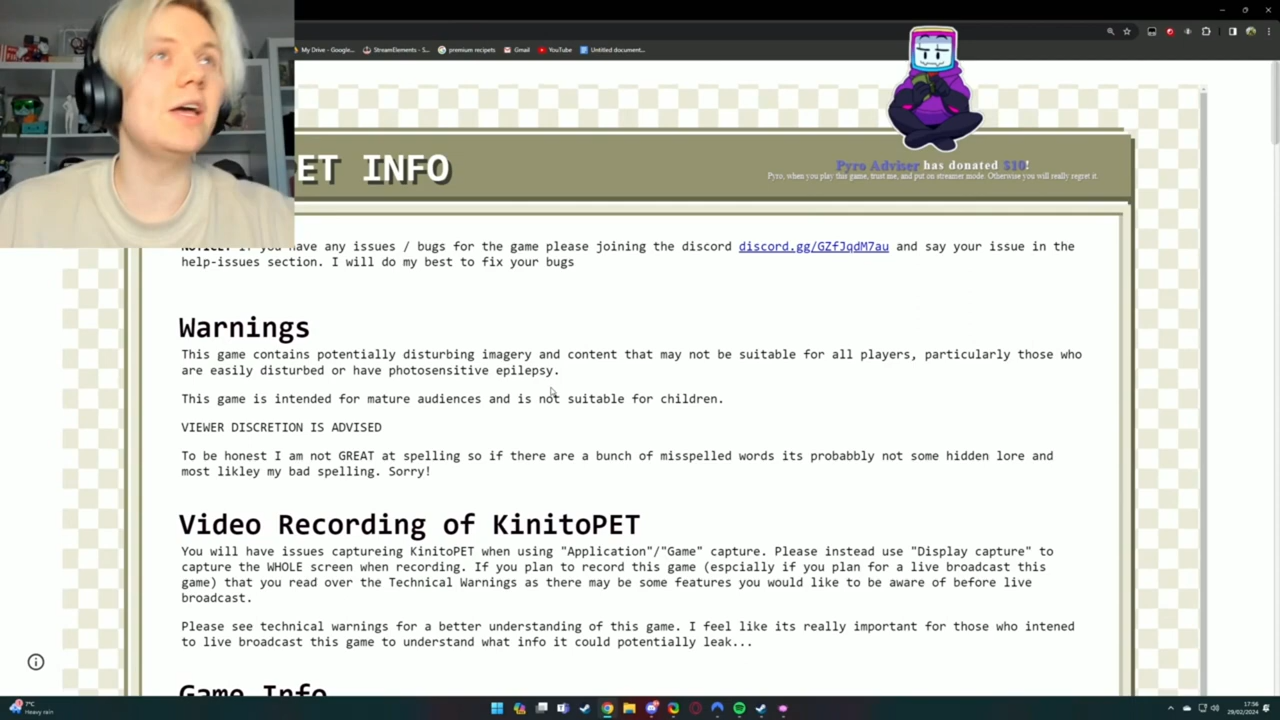 My Drive - Google...
StreamElements - S...
premium recipets
Gmail
YouTube
Untitled document...
ET INFO
Pyro Adviser has donated $10!
Pyro, when you play this game, trust me, and put on streamer mode. Otherwise you will really regret it.
NOTICE: If you have any issues / bugs for the game please joining the discord discord.gg/GZfJqdM7au and say your issue in the
help-issues section. I will do my best to fix your bugs
Warnings
This game contains potentially disturbing imagery and content that may not be suitable for all players, particularly those who
are easily disturbed or have photosensitive epilepsy.
This game is intended for mature audiences and is not suitable for children.
VIEWER DISCRETION IS ADVISED
To be honest I am not GREAT at spelling so if there are a bunch of misspelled words its probabbly not some hidden lore and
most likley my bad spelling. Sorry!
Video Recording of KinitoPET
You will have issues captureing KinitoPET when using "Application"/"Game" capture. Please instead use "Display capture" to
capture the WHOLE screen when recording. If you plan to record this game (espcially if you plan for a live broadcast this
game) that you read over the Technical Warnings as there may be some features you would like to be aware of before live
broadcast.
Please see technical warnings for a better understanding of this game. I feel like its really important for those who intened
to live broadcast this game to understand what info it could potentially leak...
Game Info
7°C
Heavy rain
17:56
29/02/2024